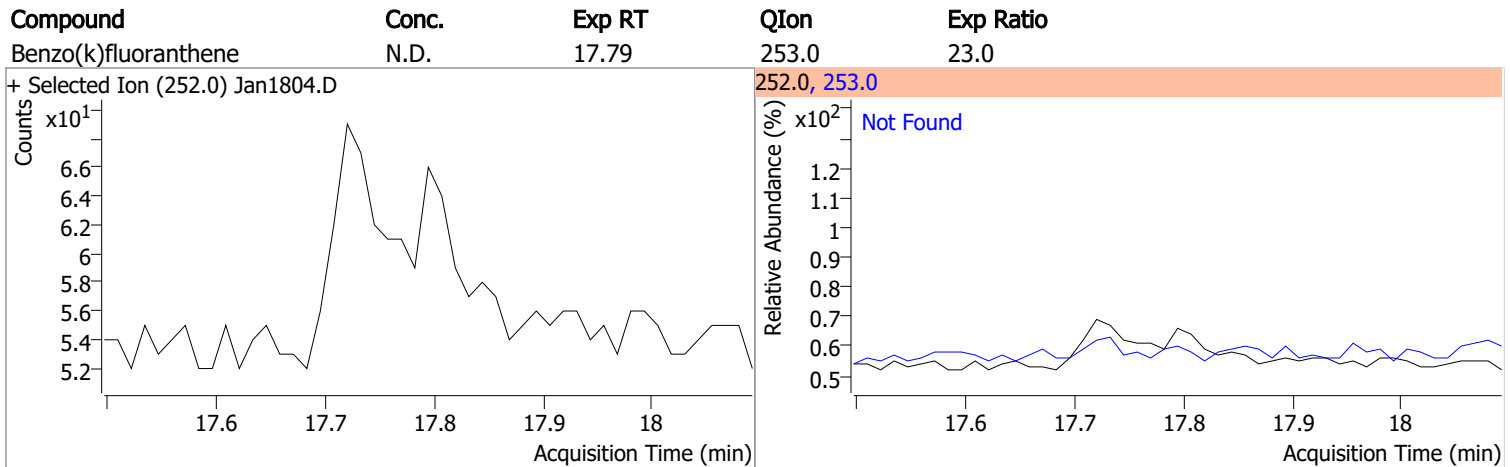 Compound Conc. Exp RT QIon Exp Ratio
Benzo(k)fluoranthene N.D. 17.79 253.0 23.0
+ Selected Ion (252.0) Jan1804.D
Counts
x10¹
6.6
6.4
6.2
6
5.8
5.6
5.4
5.2
17.6 17.7 17.8 17.9 18
Acquisition Time (min)
252.0, 253.0
Relative Abundance (%)
x10²
Not Found
1.2
1.1
1
0.9
0.8
0.7
0.6
0.5
17.6 17.7 17.8 17.9 18
Acquisition Time (min)